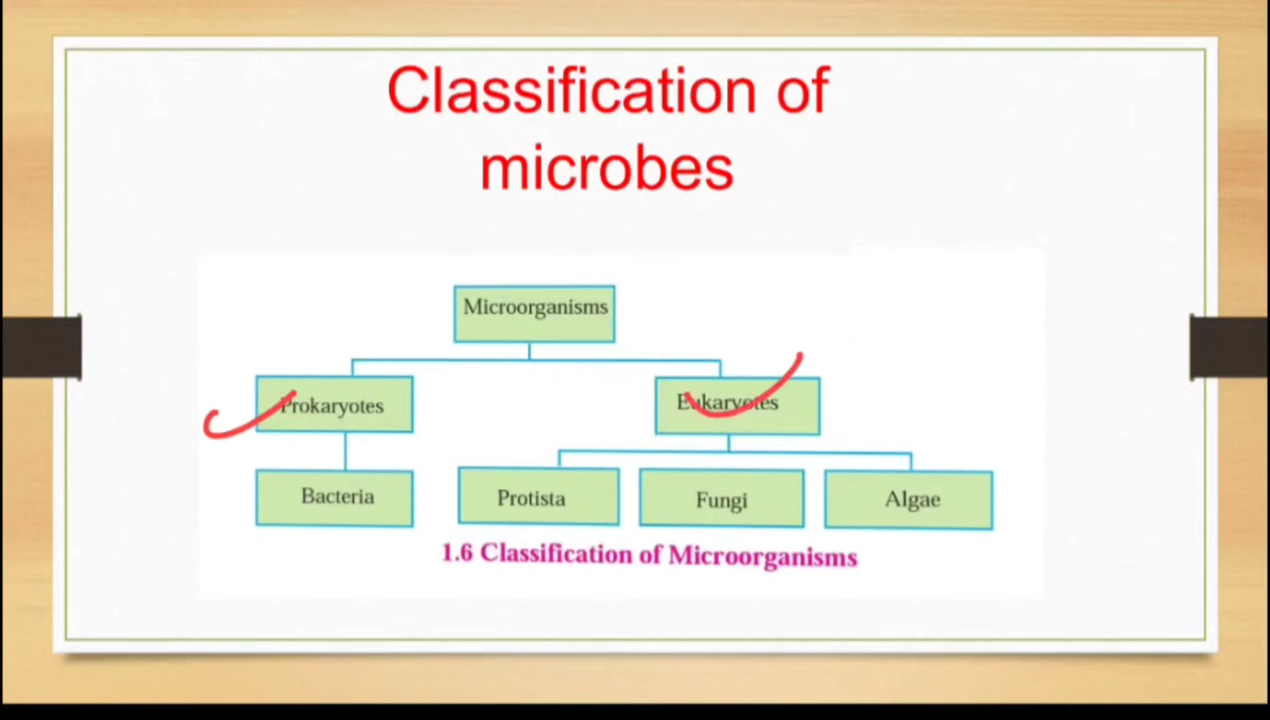 Classification of
microbes
Microorganisms
Prokaryotes
Eukaryotes
Bacteria
Protista
Fungi
Algae
1.6 Classification of Microorganisms